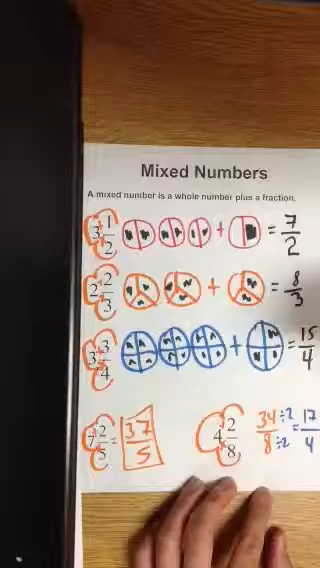 Mixed Numbers
A mixed number is a whole number plus a fraction.
3 1/2 + = 7/2
2 2/3 + = 8/3
3 3/4 + = 15/4
7 2/5 = 37/5
4 2/8 34÷2/8÷2 = 17/4